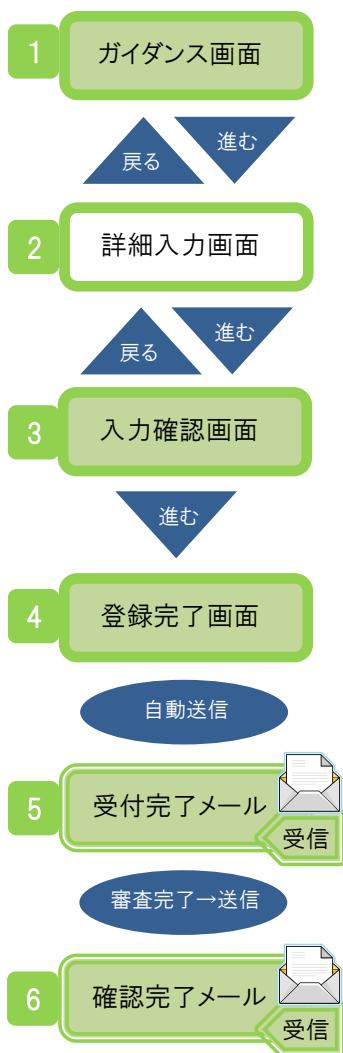 1 ガイダンス画面
戻る 進む
2 詳細入力画面
戻る 進む
3 入力確認画面
進む
4 登録完了画面
自動送信
5 受付完了メール
受信
審査完了→送信
6 確認完了メール
受信